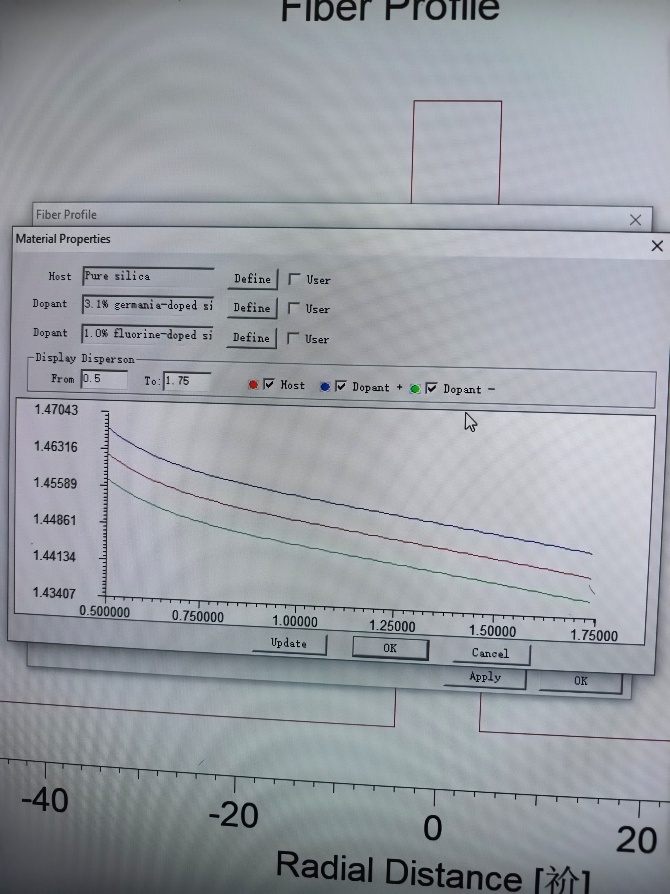 Fiber Profile
Fiber Profile
Material Properties
Host Pure silica Define User
Dopant 3.1% germania-doped si Define User
Dopant 1.0% fluorine-doped si Define User
Display Disperson
From 0.5 To: 1.75 Host Dopant + Dopant -
1.47043
1.46316
1.45589
1.44861
1.44134
1.43407
0.500000 0.750000 1.00000 1.25000 1.50000 1.75000
Update OK Cancel
Apply OK
-40 -20 0 20
Radial Distance [祄]